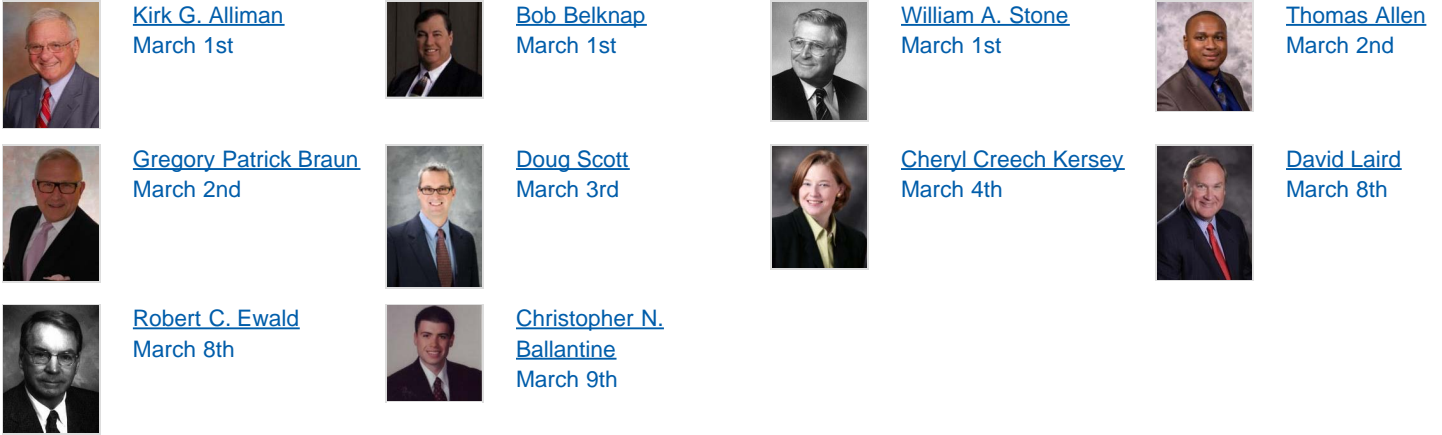 Kirk G. Alliman
March 1st
Bob Belknap
March 1st
William A. Stone
March 1st
Thomas Allen
March 2nd
Gregory Patrick Braun
March 2nd
Doug Scott
March 3rd
Cheryl Creech Kersey
March 4th
David Laird
March 8th
Robert C. Ewald
March 8th
Christopher N.
Ballantine
March 9th